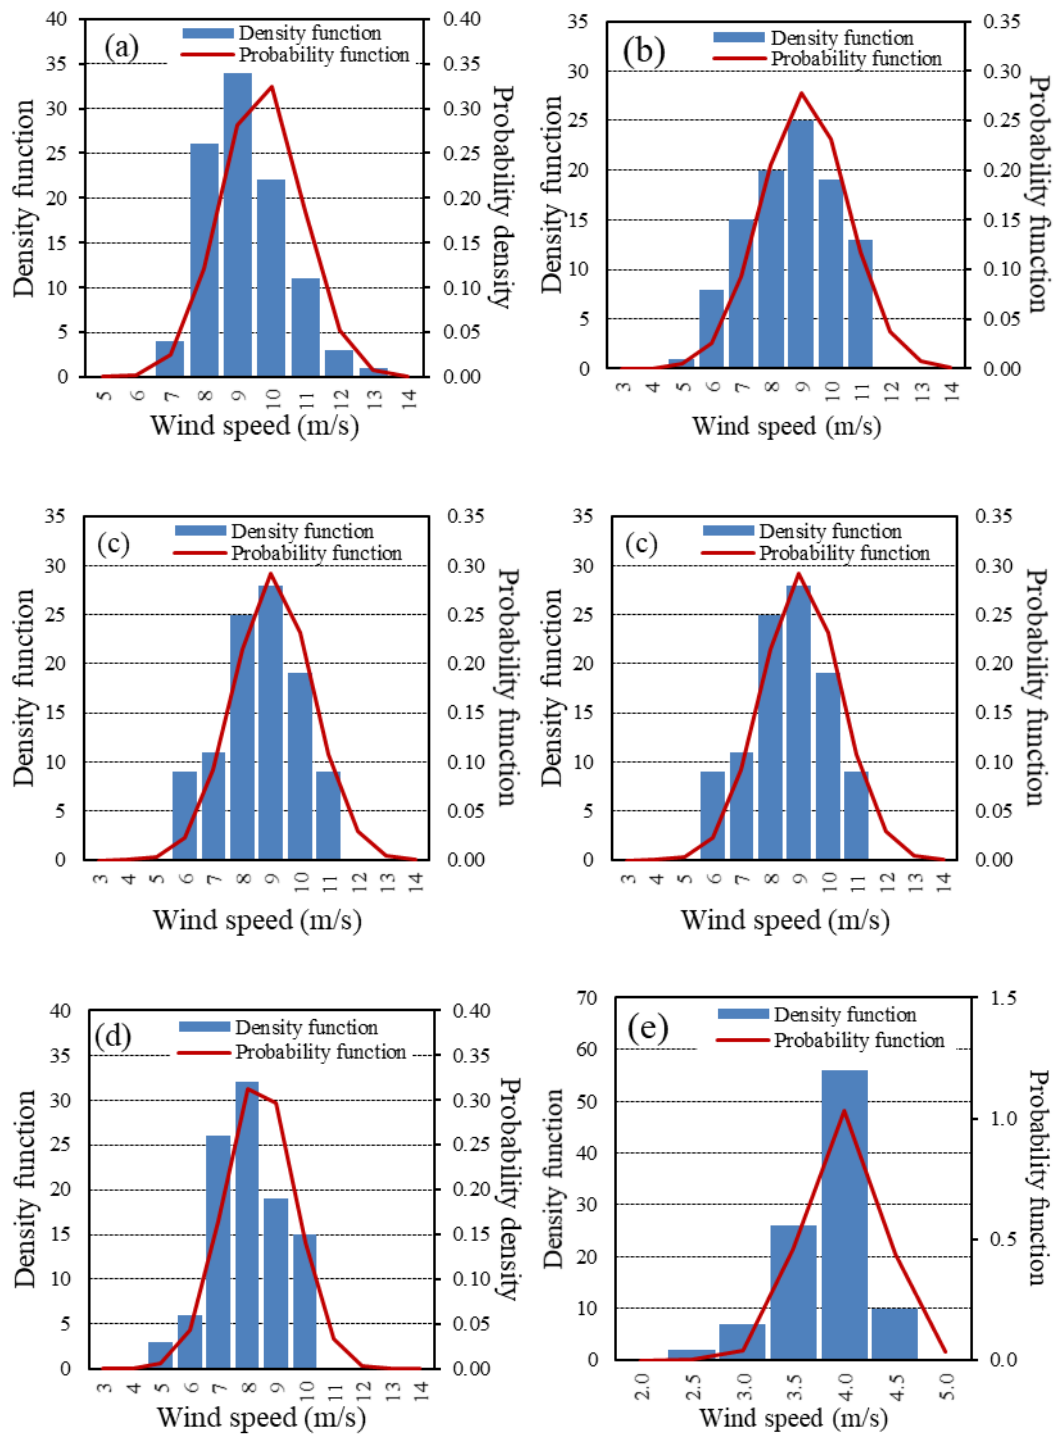 (a)
Density function
Probability function
40
35
30
25
20
15
10
5
0
0.40
0.35
0.30
0.25
0.20
0.15
0.10
0.05
0.00
Density function
Probability density
5 6 7 8 9 10 11 12 13 14
Wind speed (m/s)
(b)
Density function
Probability function
35
30
25
20
15
10
5
0
0.35
0.30
0.25
0.20
0.15
0.10
0.05
0.00
Density function
Probability function
3 4 5 6 7 8 9 10 11 12 13 14
Wind speed (m/s)
(c)
Density function
Probability function
35
30
25
20
15
10
5
0
0.35
0.30
0.25
0.20
0.15
0.10
0.05
0.00
Density function
Probability function
3 4 5 6 7 8 9 10 11 12 13 14
Wind speed (m/s)
(c)
Density function
Probability function
35
30
25
20
15
10
5
0
0.35
0.30
0.25
0.20
0.15
0.10
0.05
0.00
Density function
Probability function
3 4 5 6 7 8 9 10 11 12 13 14
Wind speed (m/s)
(d)
Density function
Probability function
40
35
30
25
20
15
10
5
0
0.40
0.35
0.30
0.25
0.20
0.15
0.10
0.05
0.00
Density function
Probability density
3 4 5 6 7 8 9 10 11 12 13 14
Wind speed (m/s)
(e)
Density function
Probability function
70
60
50
40
30
20
10
0
1.5
1.0
0.5
0.0
Density function
Probability function
2.0 2.5 3.0 3.5 4.0 4.5 5.0
Wind speed (m/s)